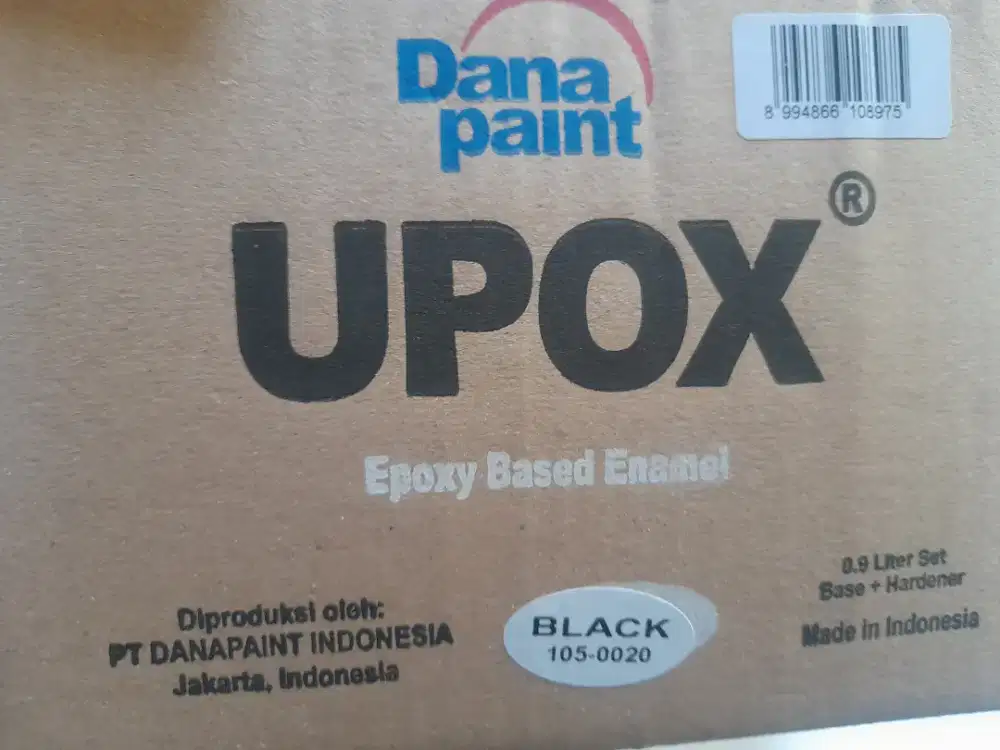 Dana
paint
8 994866 108975
UPOX®
Epoxy Based Enamel
0.9 Liter Set
Base + Hardener
Made in Indonesia
Diproduksi oleh:
PT DANAPAINT INDONESIA
Jakarta, Indonesia
BLACK
105-0020